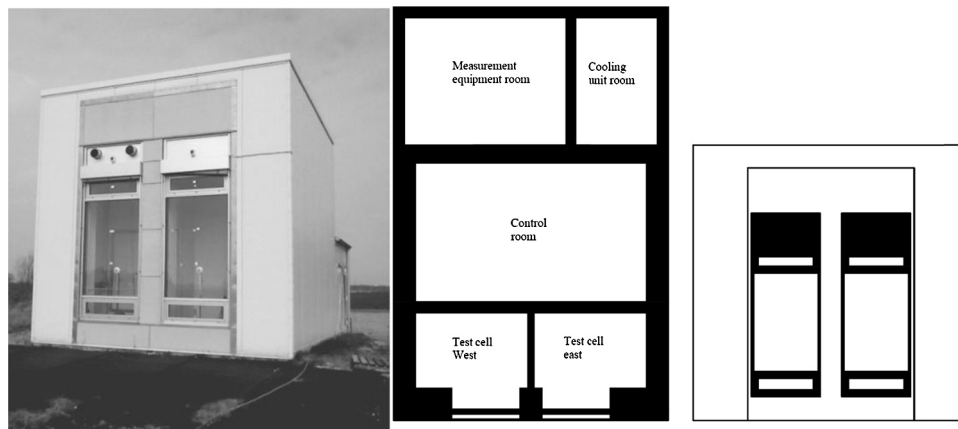 Measurement
equipment room
Cooling
unit room
Control
room
Test cell
West
Test cell
east